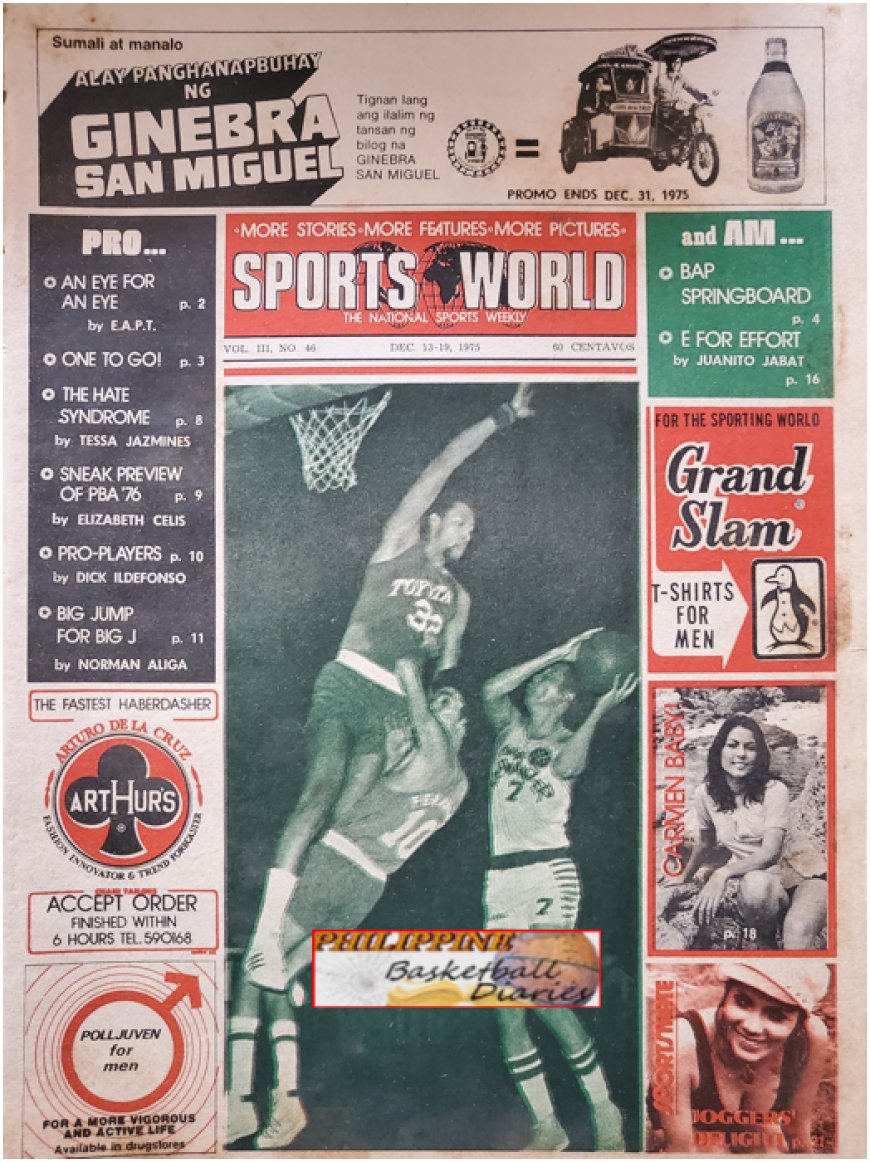 Sumali at manalo
ALAY PANGHANAPBUHAY
NG
GINEBRA
SAN MIGUEL
Tignan lang
ang ilalim ng
tansan ng
bilog na
GINEBRA
SAN MIGUEL
=
PROMO ENDS DEC. 31, 1975
PRO...
AN EYE FOR
AN EYE p. 2
by E.A.P.T.
ONE TO GO! p. 3
THE HATE
SYNDROME p. 8
by TESSA JAZMINES
SNEAK PREVIEW
OF PBA '76 p. 9
by ELIZABETH CELIS
PRO-PLAYERS p. 10
by DICK ILDEFONSO
BIG JUMP
FOR BIG J p. 11
by NORMAN ALIGA
•MORE STORIES•MORE FEATURES•MORE PICTURES•
SPORTS WORLD
THE NATIONAL SPORTS WEEKLY
VOL. III, NO. 46 DEC. 13-19, 1975 60 CENTAVOS
and AM...
BAP
SPRINGBOARD
p. 4
E FOR EFFORT
by JUANITO JABAT
p. 16
FOR THE SPORTING WORLD
Grand
Slam®
T-SHIRTS
FOR
MEN
TOYOTA
10
7
7
PHILIPPINE
Basketball
Diaries
THE FASTEST HABERDASHER
ARTURO DE LA CRUZ
ARTHUR'S
FASHION INNOVATOR & TREND FORECASTER
ACCEPT ORDER
FINISHED WITHIN
6 HOURS TEL. 590168
POLLJUVEN
for
men
FOR A MORE VIGOROUS
AND ACTIVE LIFE
Available in drugstores
CARMEN BABY!
p. 18
SPORTSMATE
JOGGERS'
DELIGHT p. 21